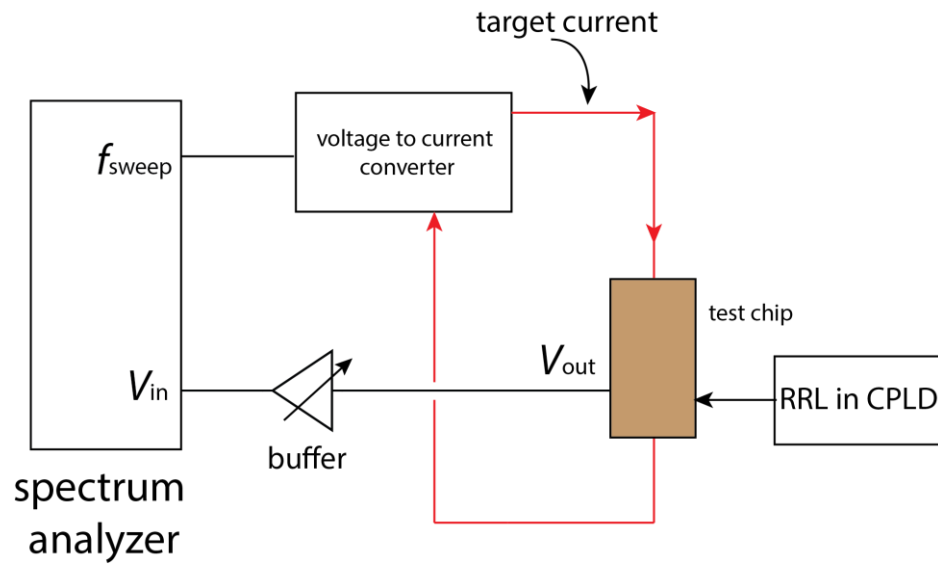 target current
voltage to current
converter
fsweep
test chip
Vout
Vin
RRL in CPLD
buffer
spectrum
analyzer